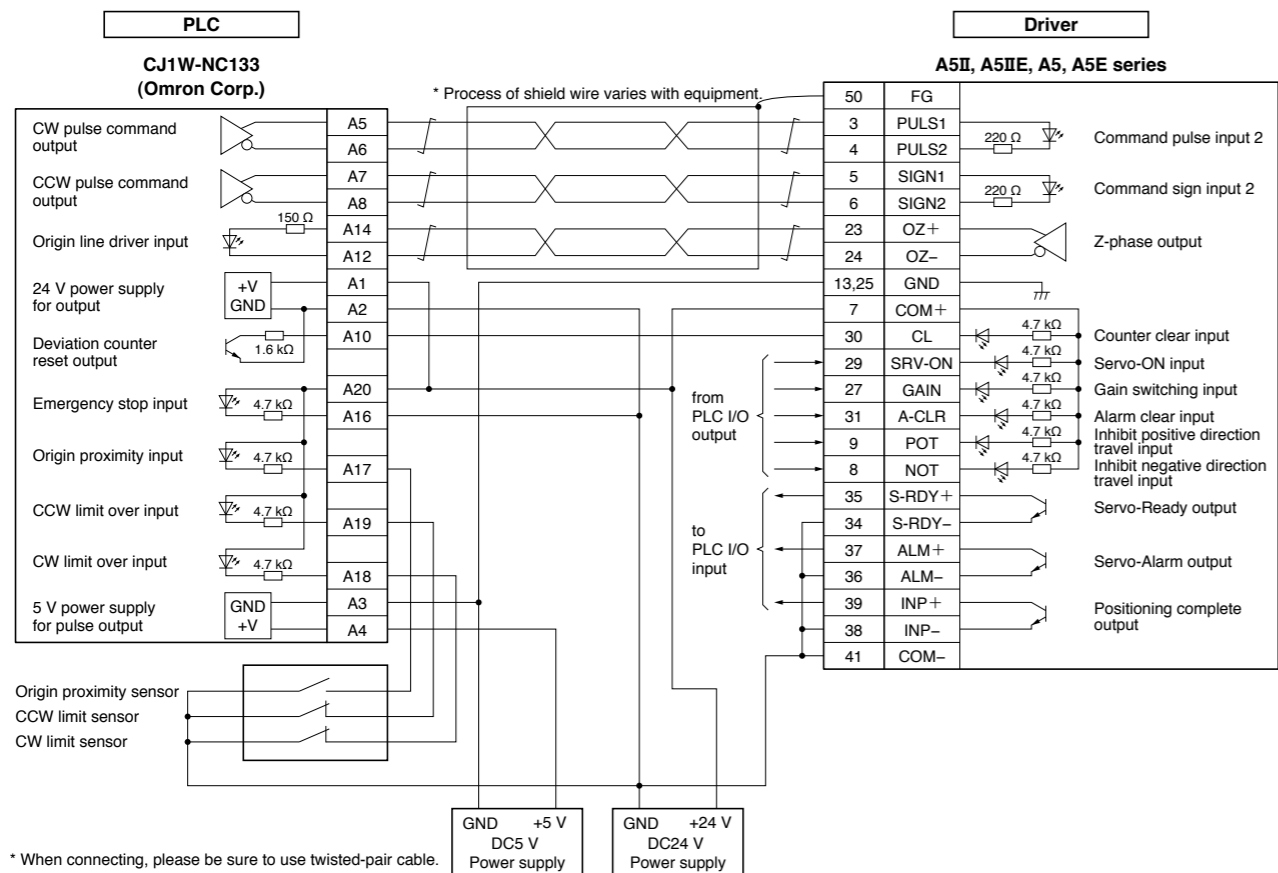 PLC
Driver
CJ1W-NC133
(Omron Corp.)
A5II, A5IIE, A5, A5E series
* Process of shield wire varies with equipment.
50 FG
CW pulse command
output
A5
A6
3 PULS1
4 PULS2
220 Ω
Command pulse input 2
CCW pulse command
output
A7
A8
5 SIGN1
6 SIGN2
220 Ω
Command sign input 2
Origin line driver input
150 Ω
A14
A12
23 OZ+
24 OZ−
Z-phase output
24 V power supply
for output
+V
GND
A1
A2
13,25 GND
7 COM+
Deviation counter
reset output
1.6 kΩ
A10
30 CL
4.7 kΩ
Counter clear input
29 SRV-ON
4.7 kΩ
Servo-ON input
Emergency stop input
4.7 kΩ
A20
A16
from
PLC I/O
output
27 GAIN
4.7 kΩ
Gain switching input
31 A-CLR
4.7 kΩ
Alarm clear input
Origin proximity input
4.7 kΩ
A17
9 POT
4.7 kΩ
Inhibit positive direction
travel input
8 NOT
4.7 kΩ
Inhibit negative direction
travel input
CCW limit over input
4.7 kΩ
A19
35 S-RDY+
34 S-RDY−
Servo-Ready output
to
PLC I/O
input
CW limit over input
4.7 kΩ
A18
37 ALM+
36 ALM−
Servo-Alarm output
5 V power supply
for pulse output
GND
+V
A3
A4
39 INP+
38 INP−
Positioning complete
output
41 COM−
Origin proximity sensor
CCW limit sensor
CW limit sensor
GND +5 V
DC5 V
Power supply
GND +24 V
DC24 V
Power supply
* When connecting, please be sure to use twisted-pair cable.